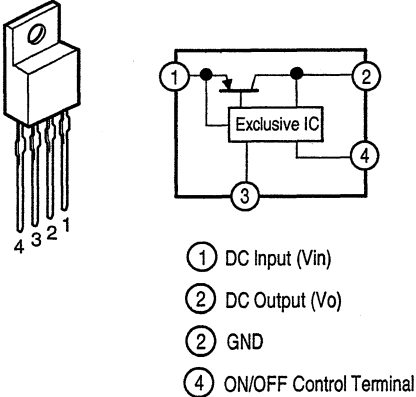 1 2
Exclusive IC
4
3
4 3 2 1
1 DC Input (Vin)
2 DC Output (Vo)
2 GND
4 ON/OFF Control Terminal